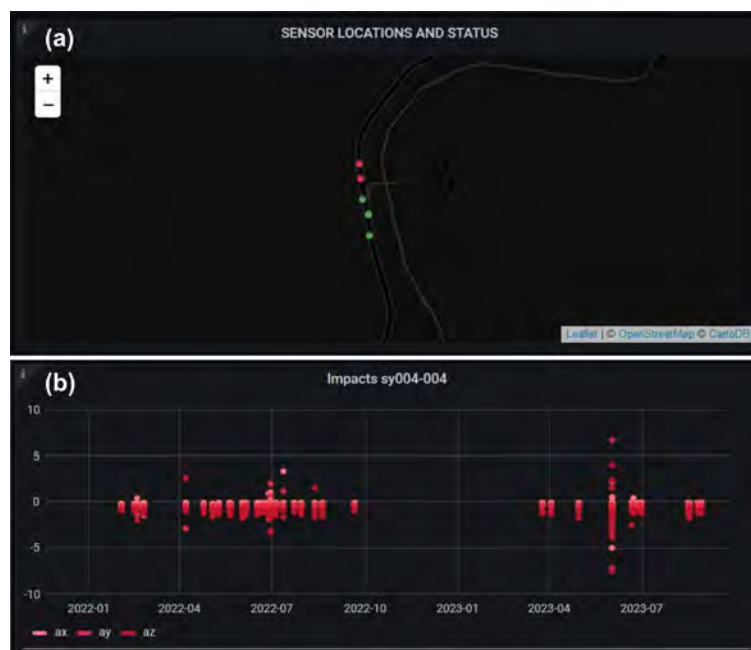 i
(a)
SENSOR LOCATIONS AND STATUS
+
−
Leaflet | © OpenStreetMap © CartoDB
i
(b)
Impacts sy004-004
10
5
0
-5
-10
2022-01 2022-04 2022-07 2022-10 2023-01 2023-04 2023-07
ax ay az